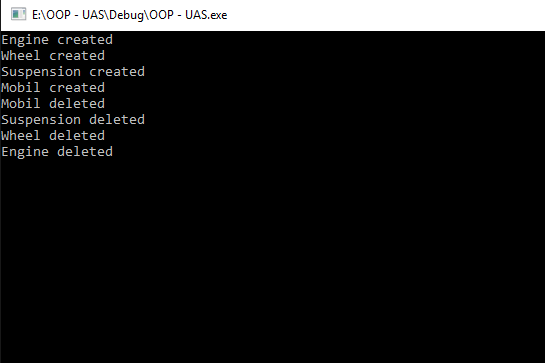 E:\OOP - UAS\Debug\OOP - UAS.exe
Engine created
Wheel created
Suspension created
Mobil created
Mobil deleted
Suspension deleted
Wheel deleted
Engine deleted